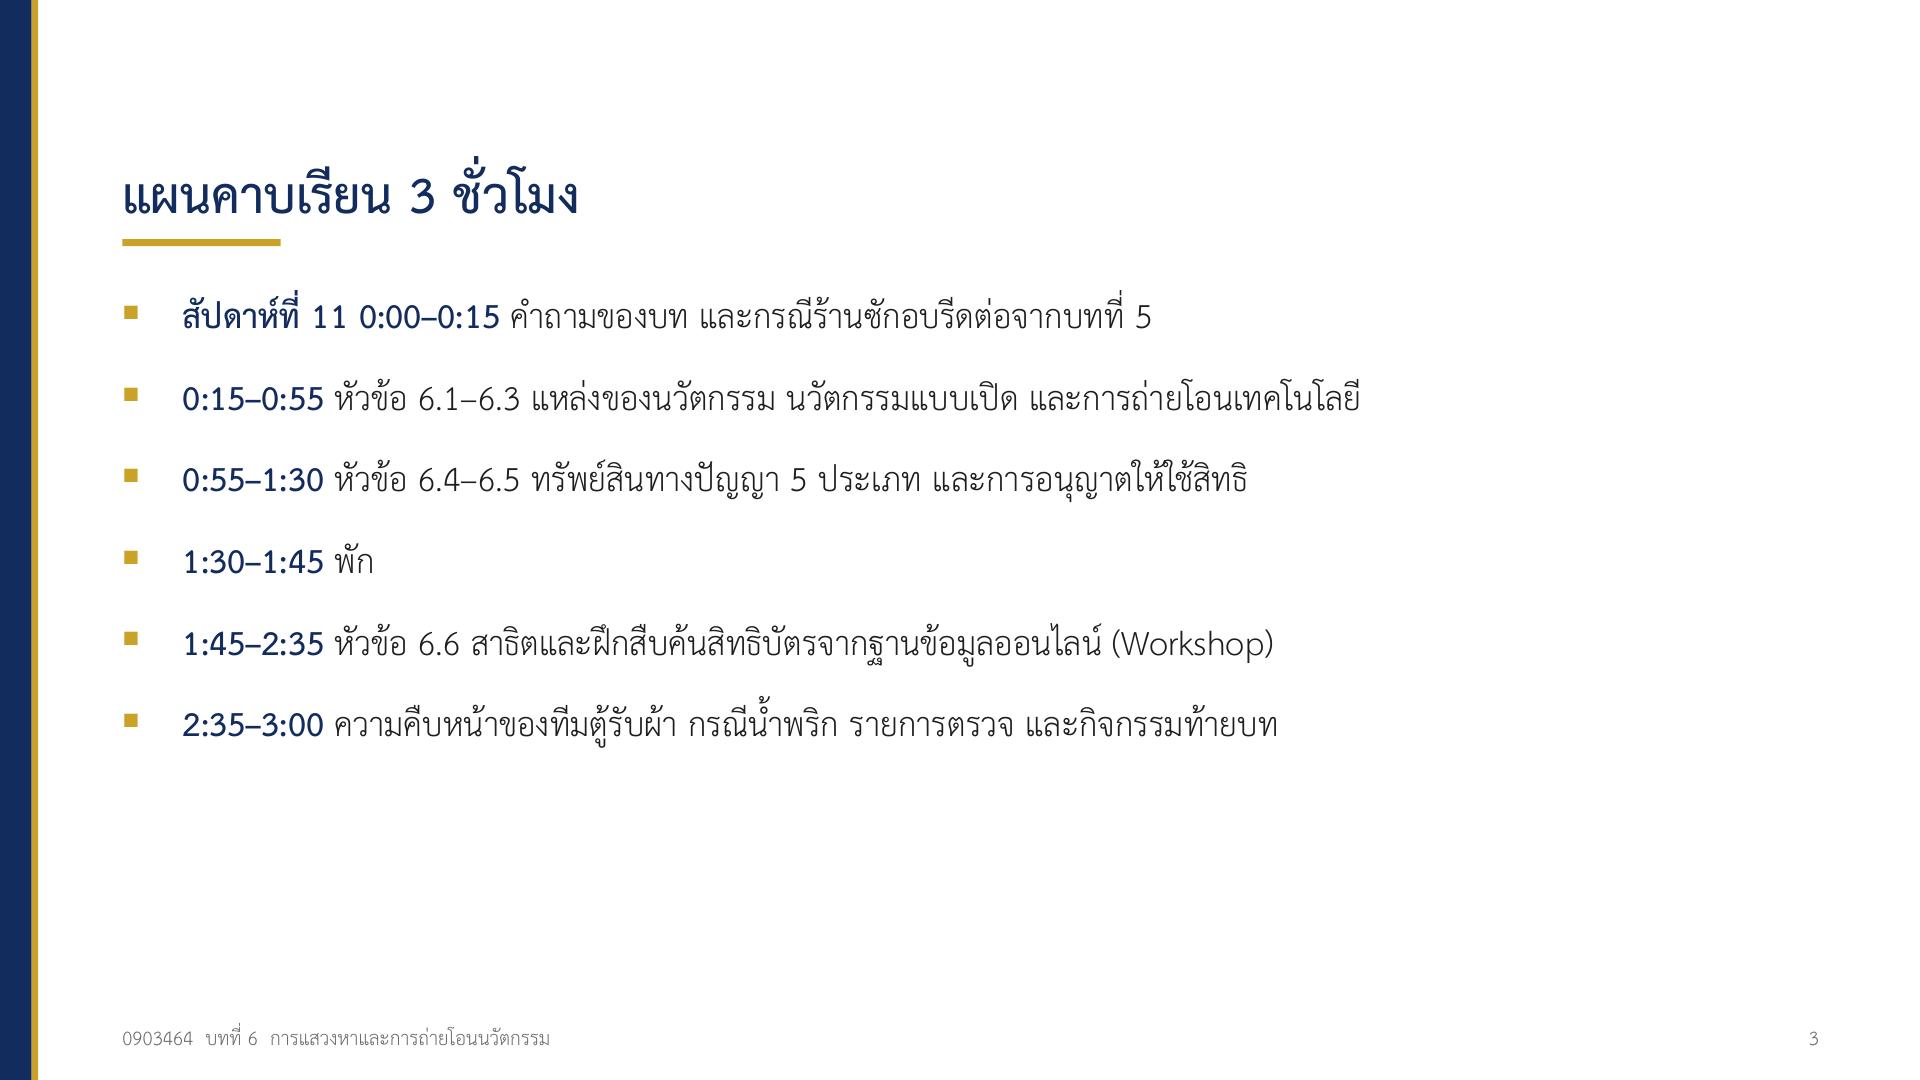 แผนคาบเรียน 3 ชั่วโมง
สัปดาห์ที่ 11 0:00–0:15 คำถามของบท และกรณีร้านซักอบรีดต่อจากบทที่ 5
0:15–0:55 หัวข้อ 6.1–6.3 แหล่งของนวัตกรรม นวัตกรรมแบบเปิด และการถ่ายโอนเทคโนโลยี
0:55–1:30 หัวข้อ 6.4–6.5 ทรัพย์สินทางปัญญา 5 ประเภท และการอนุญาตให้ใช้สิทธิ
1:30–1:45 พัก
1:45–2:35 หัวข้อ 6.6 สาธิตและฝึกสืบค้นสิทธิบัตรจากฐานข้อมูลออนไลน์ (Workshop)
2:35–3:00 ความคืบหน้าของทีมตู้รับผ้า กรณีน้ำพริก รายการตรวจ และกิจกรรมท้ายบท
0903464 บทที่ 6 การแสวงหาและการถ่ายโอนนวัตกรรม
3